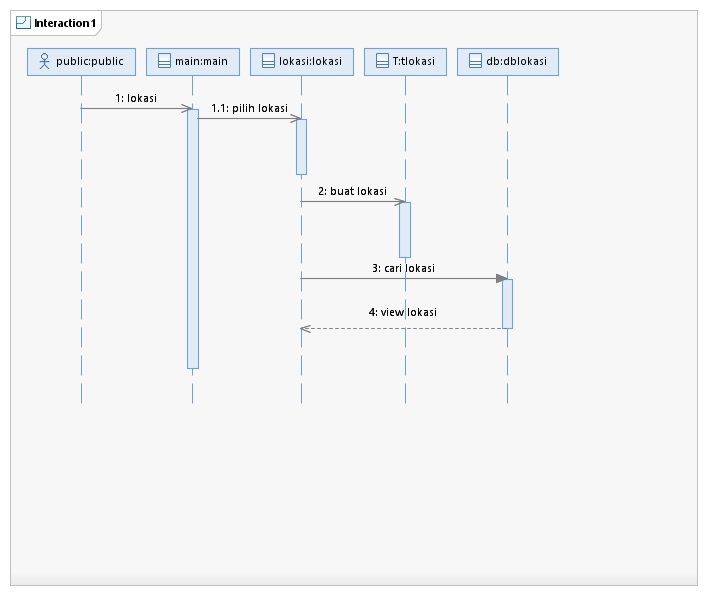 Interaction1
public:public
main:main
lokasi:lokasi
T:tlokasi
db:dblokasi
1: lokasi
1.1: pilih lokasi
2: buat lokasi
3: cari lokasi
4: view lokasi